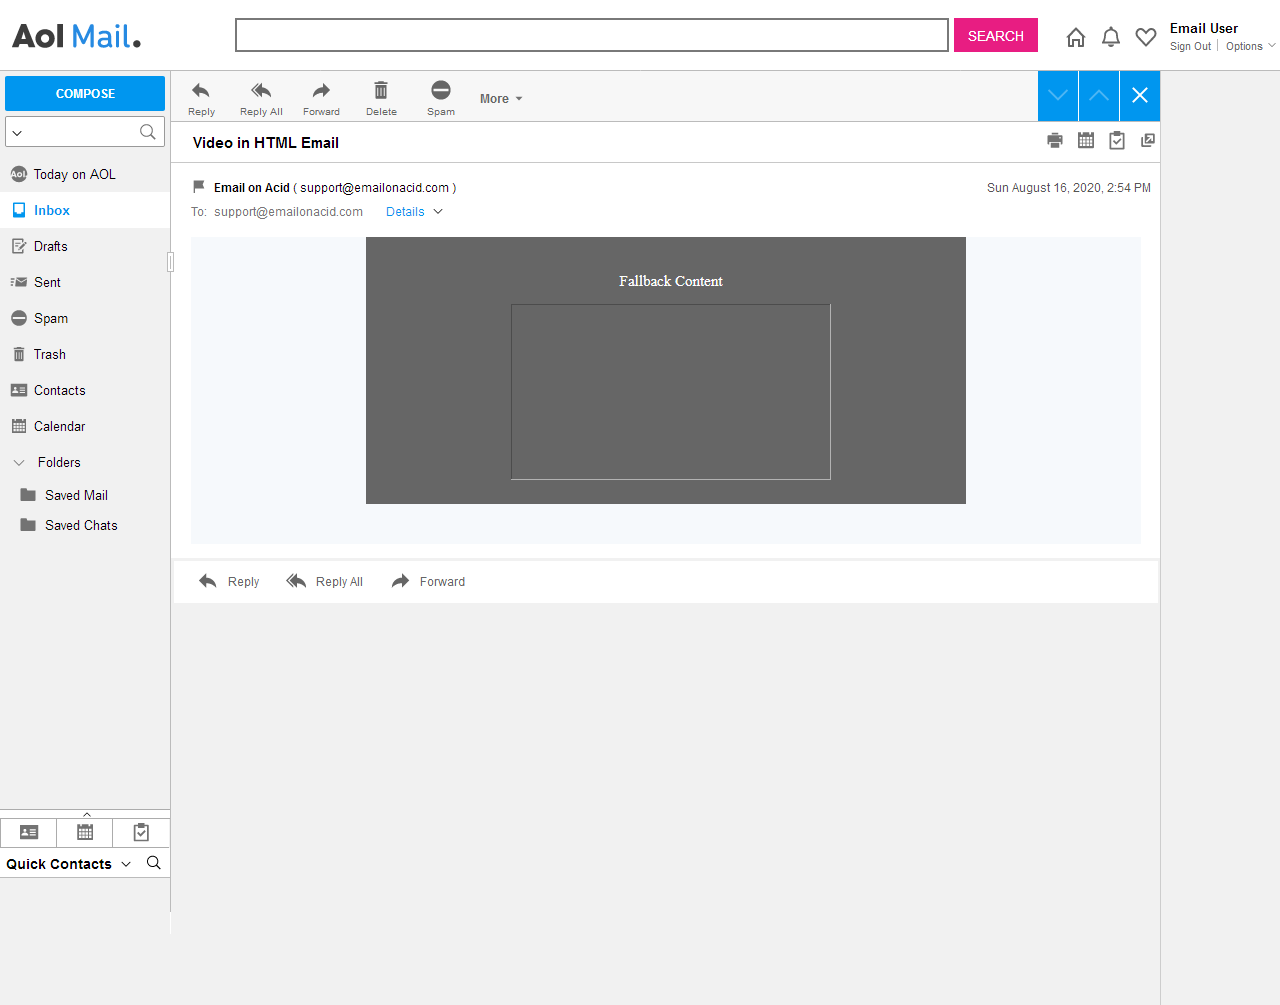 Aol Mail.
SEARCH
Email User
Sign Out
Options
COMPOSE
Reply
Reply All
Forward
Delete
Spam
More
Video in HTML Email
Aol.
Today on AOL
Email on Acid ( support@emailonacid.com )
Sun August 16, 2020, 2:54 PM
Inbox
To: support@emailonacid.com
Details
Drafts
Sent
Fallback Content
Spam
Trash
Contacts
Calendar
Folders
Saved Mail
Saved Chats
Reply
Reply All
Forward
Quick Contacts